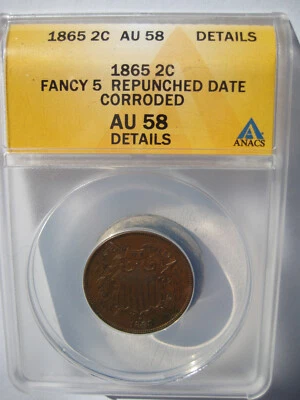 1865 2C AU 58 DETAILS
1865 2C
FANCY 5 REPUNCHED DATE
CORRODED
AU 58
DETAILS
ANACS